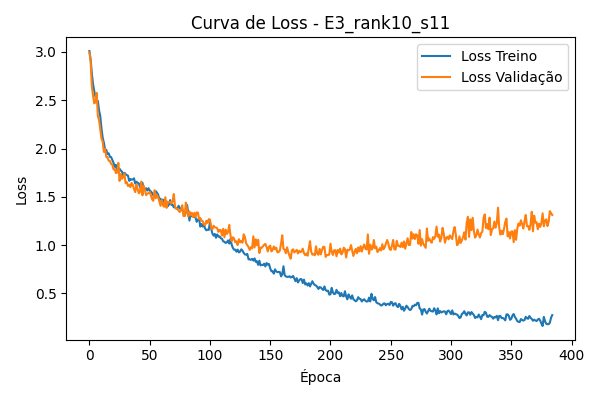 Curva de Loss - E3_rank10_s11
Loss Treino
Loss Validação
3.0
2.5
2.0
1.5
1.0
0.5
Loss
0 50 100 150 200 250 300 350 400
Época